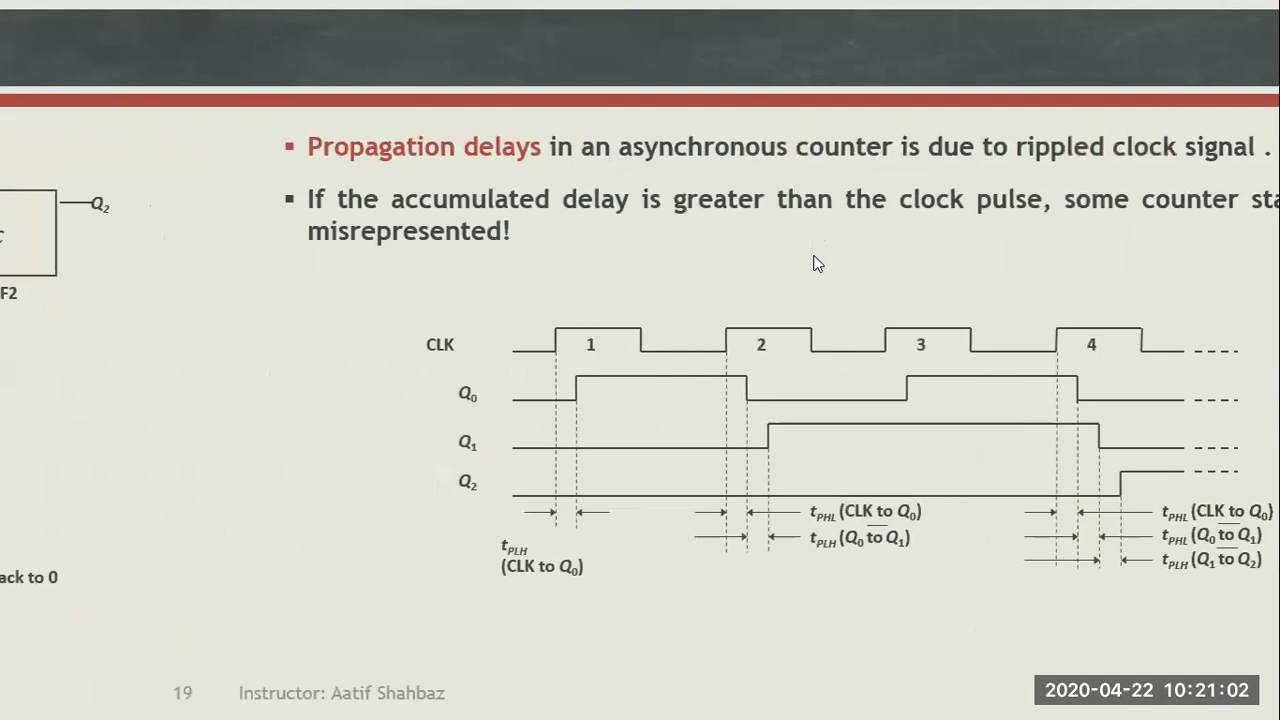 ▪ Propagation delays in an asynchronous counter is due to rippled clock signal .
▪ If the accumulated delay is greater than the clock pulse, some counter sta
misrepresented!
Q2
C
F2
CLK 1 2 3 4
Q0
Q1
Q2
tPHL (CLK to Q0) tPHL (CLK to Q0)
tPLH (Q0 to Q1) tPHL (Q0 to Q1)
tPLH tPLH (Q1 to Q2)
(CLK to Q0)
ack to 0
19 Instructor: Aatif Shahbaz
2020-04-22 10:21:02